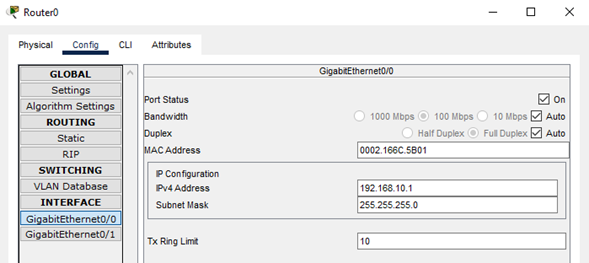 Router0
Physical Config CLI Attributes
GLOBAL
Settings
Algorithm Settings
ROUTING
Static
RIP
SWITCHING
VLAN Database
INTERFACE
GigabitEthernet0/0
GigabitEthernet0/1
GigabitEthernet0/0
Port Status On
Bandwidth 1000 Mbps 100 Mbps 10 Mbps Auto
Duplex Half Duplex Full Duplex Auto
MAC Address 0002.166C.5B01
IP Configuration
IPv4 Address 192.168.10.1
Subnet Mask 255.255.255.0
Tx Ring Limit 10